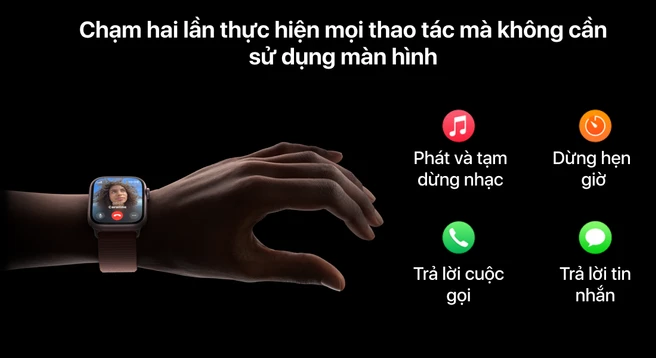 Chạm hai lần thực hiện mọi thao tác mà không cần
sử dụng màn hình
Phát và tạm
dừng nhạc
Dừng hẹn
giờ
Trả lời cuộc
gọi
Trả lời tin
nhắn